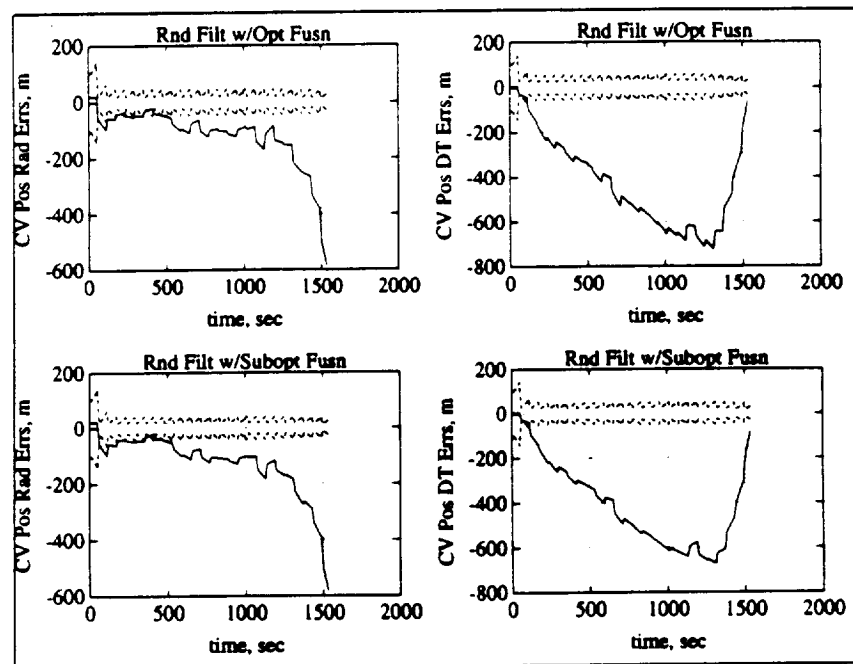 Rnd Filt w/Opt Fusn
CV Pos Rad Errs, m
200
0
-200
-400
-600
0 500 1000 1500 2000
time, sec
Rnd Filt w/Opt Fusn
CV Pos DT Errs, m
200
0
-200
-400
-600
-800
0 500 1000 1500 2000
time, sec
Rnd Filt w/Subopt Fusn
CV Pos Rad Errs, m
200
0
-200
-400
-600
0 500 1000 1500 2000
time, sec
Rnd Filt w/Subopt Fusn
CV Pos DT Errs, m
200
0
-200
-400
-600
-800
0 500 1000 1500 2000
time, sec